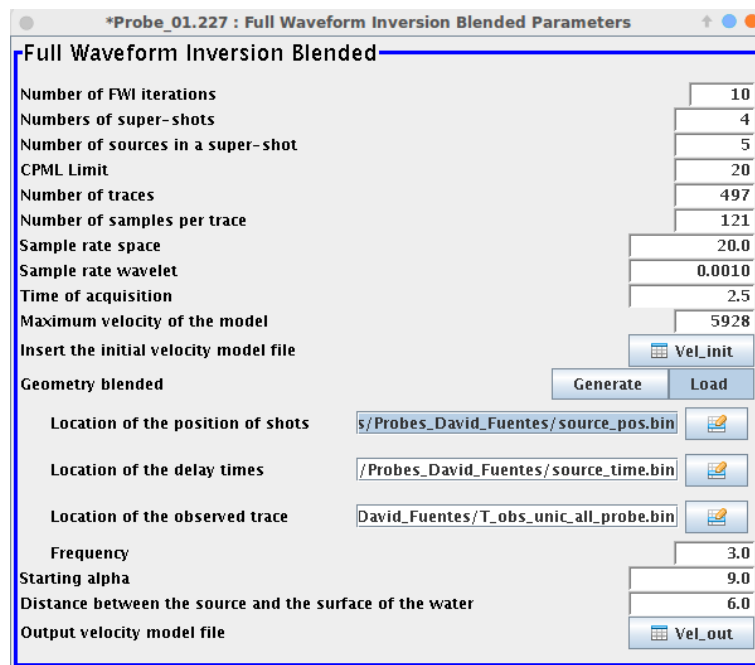 *Probe_01.227 : Full Waveform Inversion Blended Parameters
Full Waveform Inversion Blended
Number of FWI iterations 10
Numbers of super-shots 4
Number of sources in a super-shot 5
CPML Limit 20
Number of traces 497
Number of samples per trace 121
Sample rate space 20.0
Sample rate wavelet 0.0010
Time of acquisition 2.5
Maximum velocity of the model 5928
Insert the initial velocity model file Vel_init
Geometry blended Generate Load
Location of the position of shots s/Probes_David_Fuentes/source_pos.bin
Location of the delay times /Probes_David_Fuentes/source_time.bin
Location of the observed trace David_Fuentes/T_obs_unic_all_probe.bin
Frequency 3.0
Starting alpha 9.0
Distance between the source and the surface of the water 6.0
Output velocity model file Vel_out